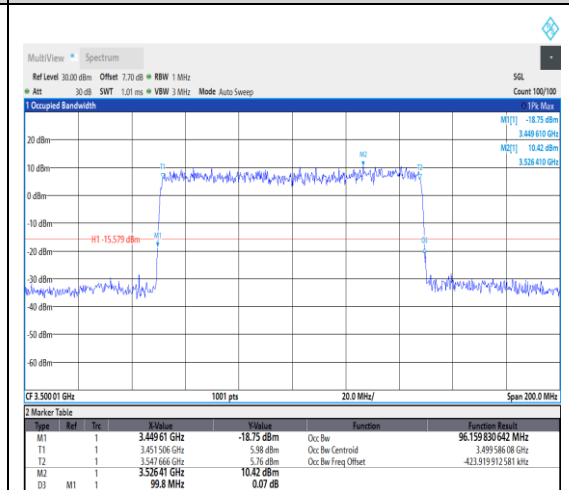 MultiView Spectrum
Ref Level 30.00 dBm Offset 7.70 dB RBW 1 MHz SGL
Att 30 dB SWT 1.01 ms VBW 3 MHz Mode Auto Sweep Count 100/100
1 Occupied Bandwidth 1Pk Max
M1[1] -18.75 dBm
3.449 610 GHz
M2[1] 10.42 dBm
3.526 410 GHz
20 dBm
M2
T1
T2
10 dBm
0 dBm
-10 dBm
H1 -15.579 dBm
M1
D3
-20 dBm
-30 dBm
-40 dBm
-50 dBm
-60 dBm
CF 3.500 01 GHz 1001 pts 20.0 MHz/ Span 200.0 MHz
2 Marker Table
Type Ref Trc X-Value Y-Value Function Function Result
M1 1 3.449 61 GHz -18.75 dBm Occ Bw 96.159 830 642 MHz
T1 1 3.451 506 GHz 5.98 dBm Occ Bw Centroid 3.499 586 08 GHz
T2 1 3.547 666 GHz 5.76 dBm Occ Bw Freq Offset -423.919 912 581 kHz
M2 1 3.526 41 GHz 10.42 dBm
D3 M1 1 99.8 MHz 0.07 dB